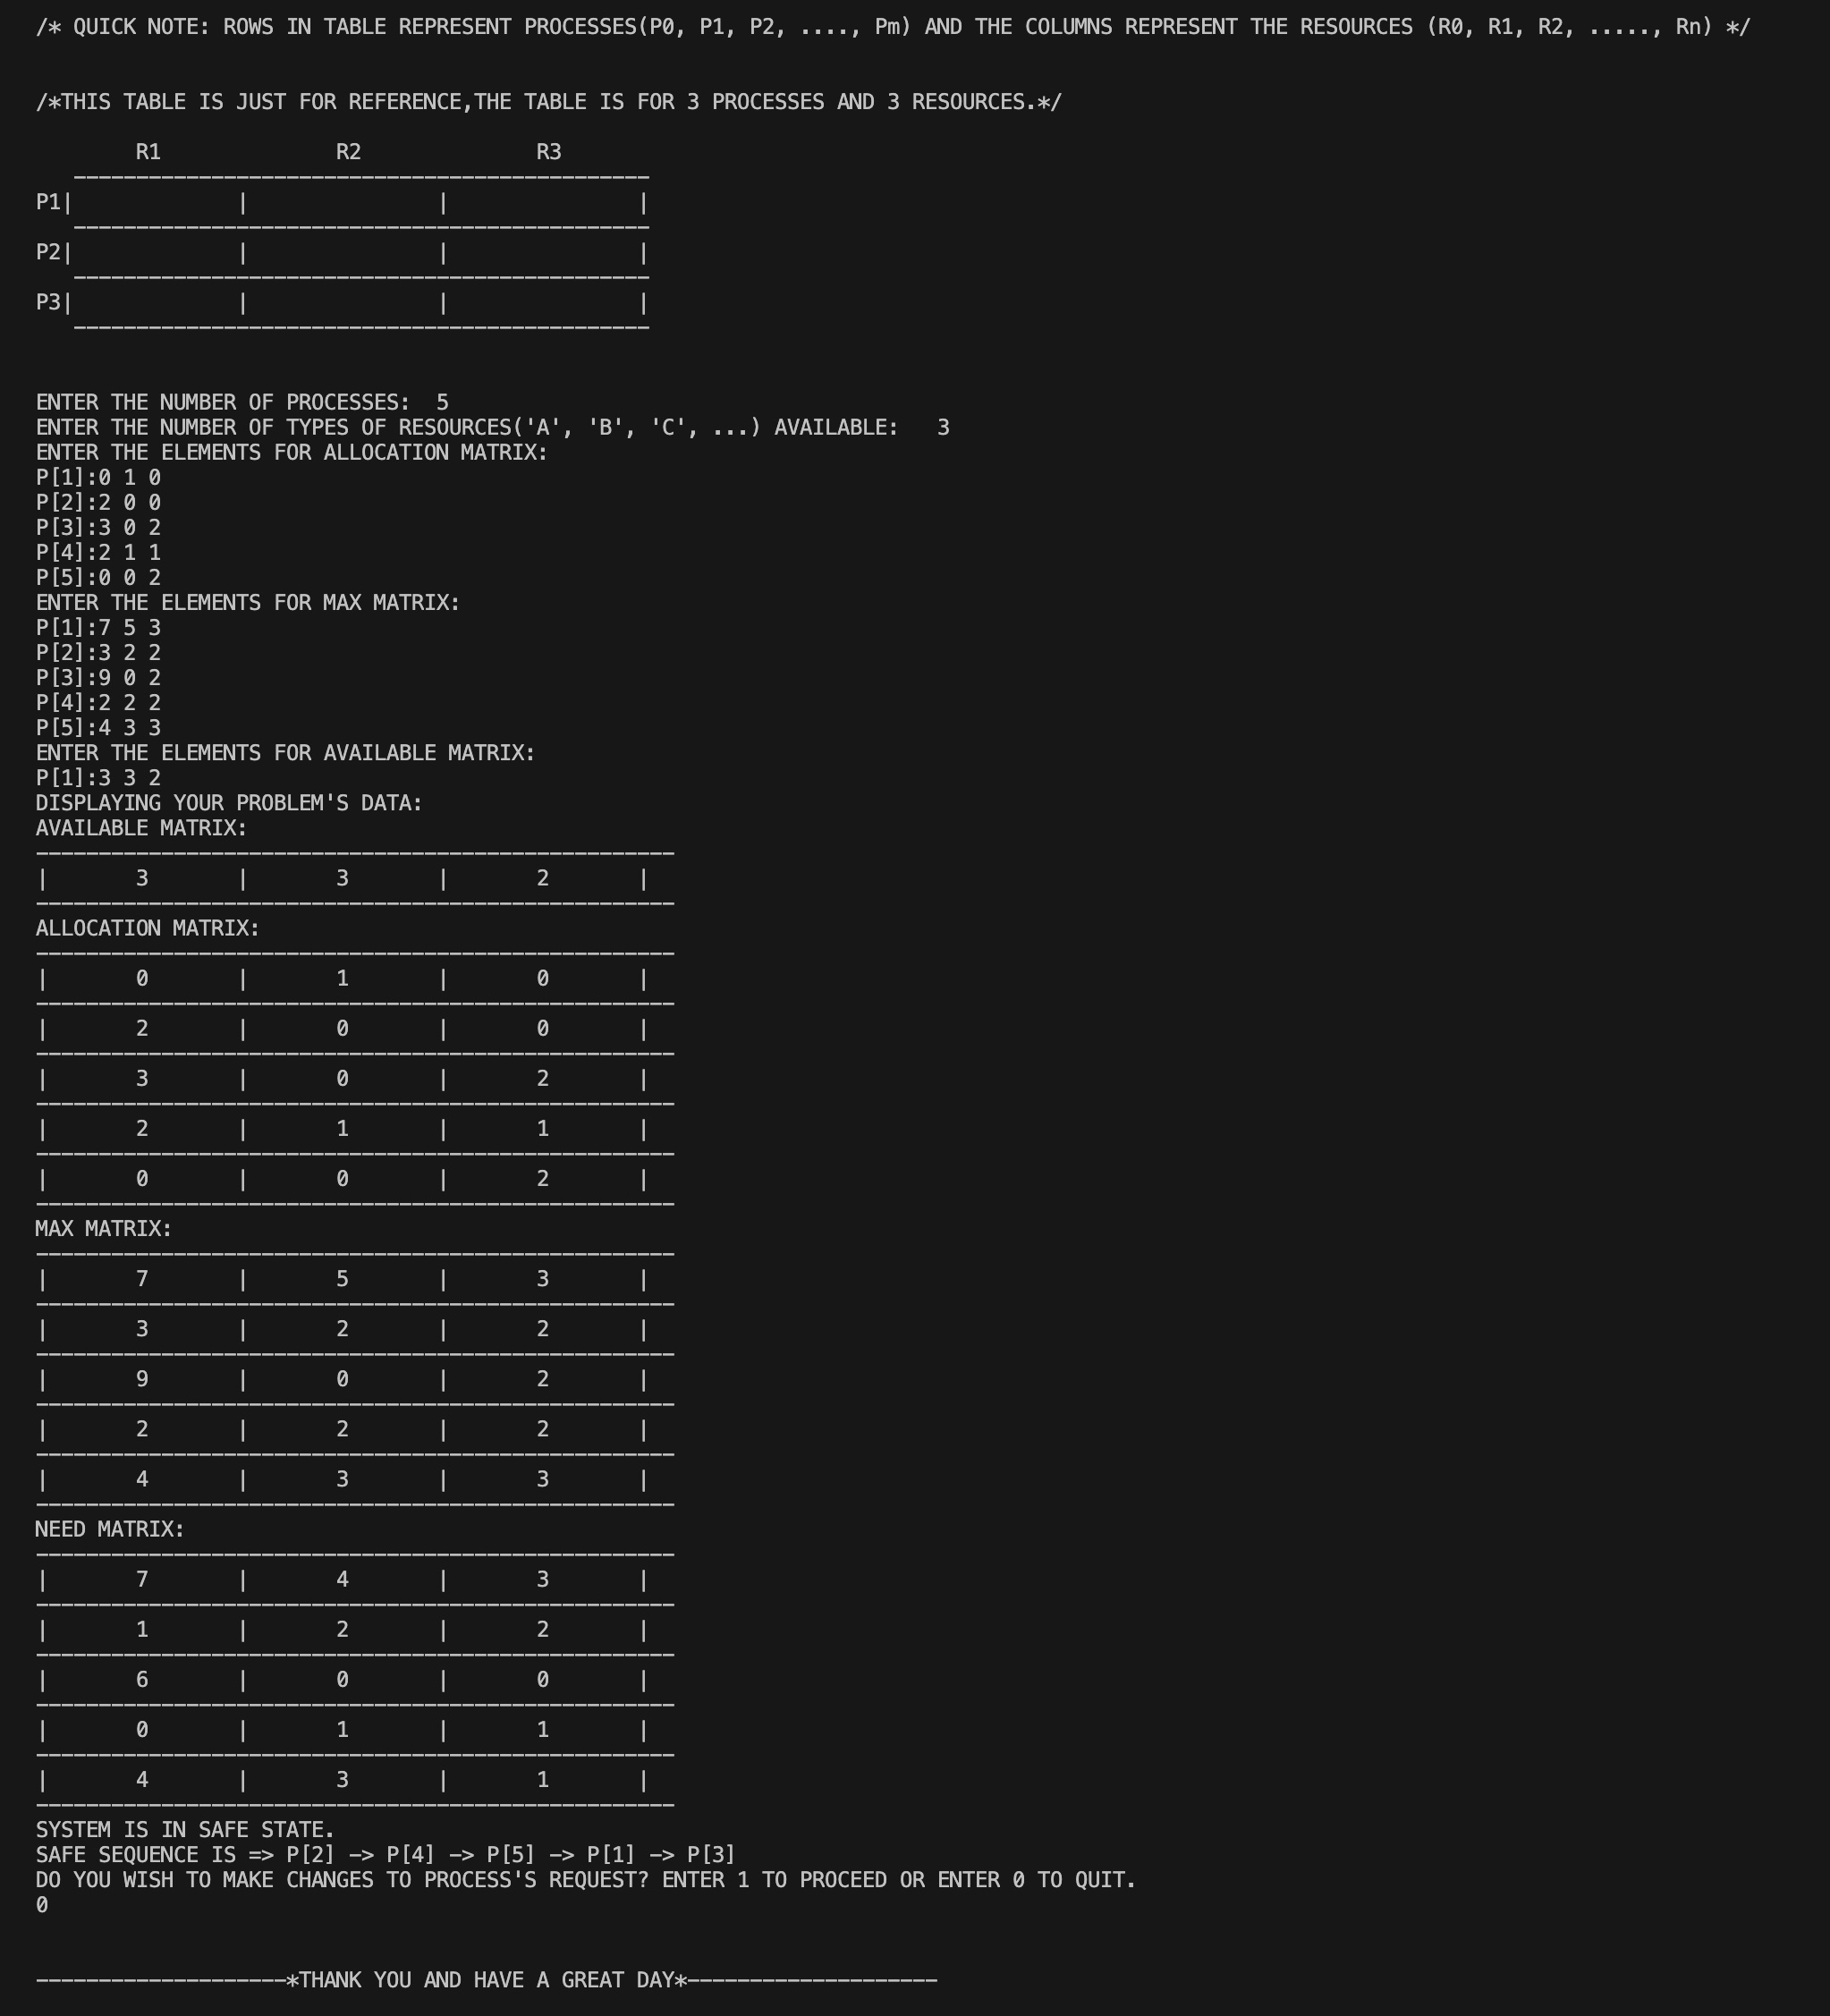 /* QUICK NOTE: ROWS IN TABLE REPRESENT PROCESSES(P0, P1, P2, ...., Pm) AND THE COLUMNS REPRESENT THE RESOURCES (R0, R1, R2, ....., Rn) */
/*THIS TABLE IS JUST FOR REFERENCE,THE TABLE IS FOR 3 PROCESSES AND 3 RESOURCES.*/
R1 R2 R3
P1| | | |
P2| | | |
P3| | | |
ENTER THE NUMBER OF PROCESSES: 5
ENTER THE NUMBER OF TYPES OF RESOURCES('A', 'B', 'C', ...) AVAILABLE: 3
ENTER THE ELEMENTS FOR ALLOCATION MATRIX:
P[1]:0 1 0
P[2]:2 0 0
P[3]:3 0 2
P[4]:2 1 1
P[5]:0 0 2
ENTER THE ELEMENTS FOR MAX MATRIX:
P[1]:7 5 3
P[2]:3 2 2
P[3]:9 0 2
P[4]:2 2 2
P[5]:4 3 3
ENTER THE ELEMENTS FOR AVAILABLE MATRIX:
P[1]:3 3 2
DISPLAYING YOUR PROBLEM'S DATA:
AVAILABLE MATRIX:
| 3 | 3 | 2 |
ALLOCATION MATRIX:
| 0 | 1 | 0 |
| 2 | 0 | 0 |
| 3 | 0 | 2 |
| 2 | 1 | 1 |
| 0 | 0 | 2 |
MAX MATRIX:
| 7 | 5 | 3 |
| 3 | 2 | 2 |
| 9 | 0 | 2 |
| 2 | 2 | 2 |
| 4 | 3 | 3 |
NEED MATRIX:
| 7 | 4 | 3 |
| 1 | 2 | 2 |
| 6 | 0 | 0 |
| 0 | 1 | 1 |
| 4 | 3 | 1 |
SYSTEM IS IN SAFE STATE.
SAFE SEQUENCE IS => P[2] -> P[4] -> P[5] -> P[1] -> P[3]
DO YOU WISH TO MAKE CHANGES TO PROCESS'S REQUEST? ENTER 1 TO PROCEED OR ENTER 0 TO QUIT.
0
--------------------*THANK YOU AND HAVE A GREAT DAY*--------------------